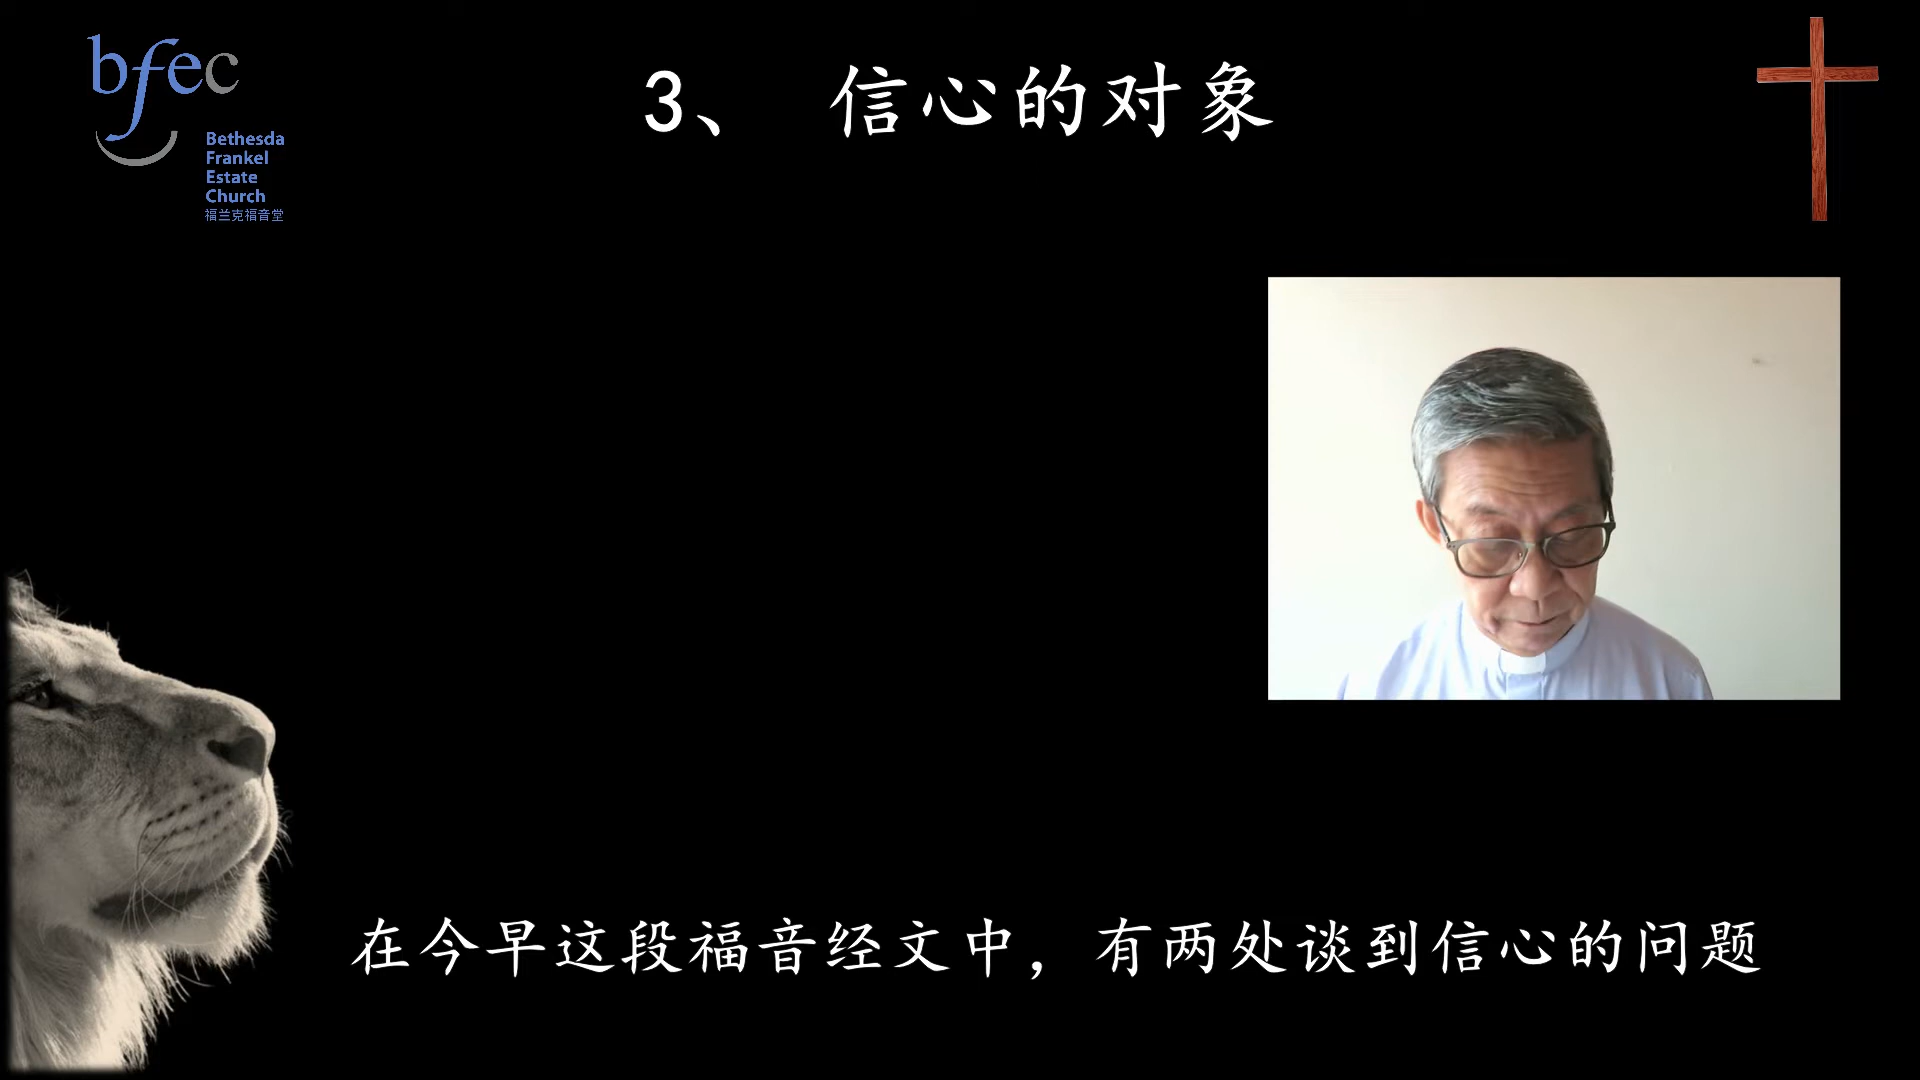 bfec
Bethesda
Frankel
Estate
Church
福兰克福音堂
3、 信心的对象
在今早这段福音经文中，有两处谈到信心的问题